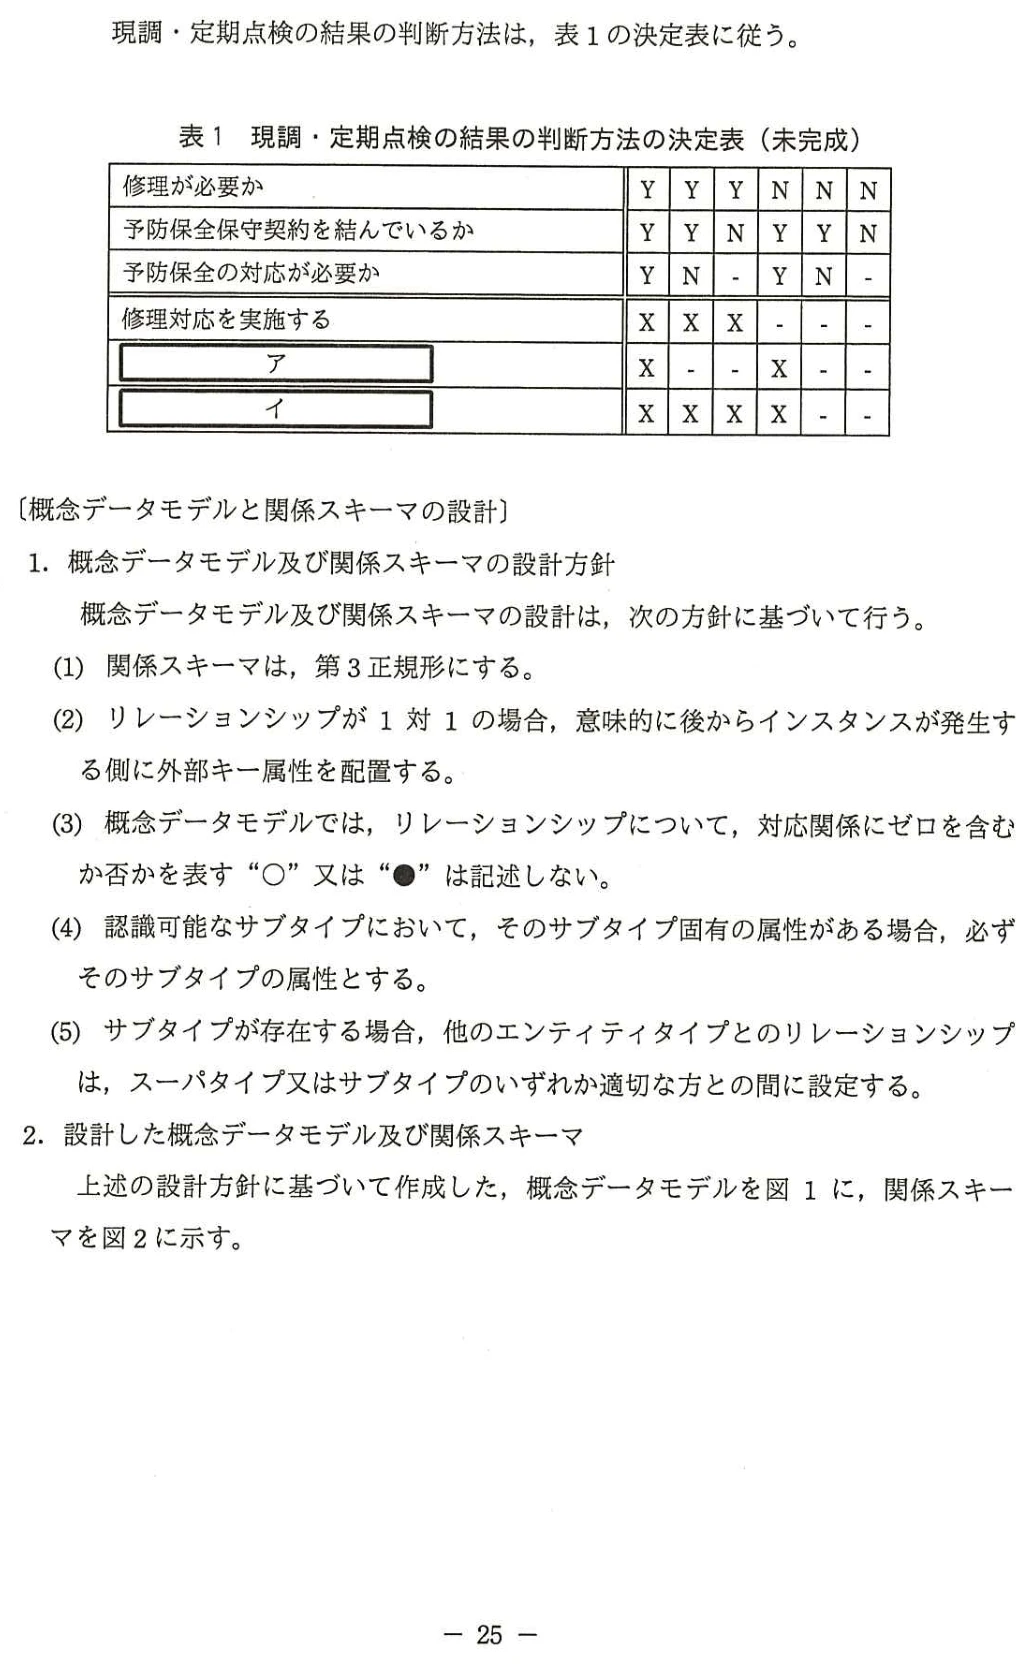 現調・定期点検の結果の判断方法は，表1の決定表に従う。
表1　現調・定期点検の結果の判断方法の決定表（未完成）
修理が必要か Y Y Y N N N
予防保全保守契約を結んでいるか Y Y N Y Y N
予防保全の対応が必要か Y N - Y N -
修理対応を実施する X X X - - -
ア X - - X - -
イ X X X X - -
〔概念データモデルと関係スキーマの設計〕
1. 概念データモデル及び関係スキーマの設計方針
概念データモデル及び関係スキーマの設計は，次の方針に基づいて行う。
(1) 関係スキーマは，第3正規形にする。
(2) リレーションシップが 1 対 1 の場合，意味的に後からインスタンスが発生す
る側に外部キー属性を配置する。
(3) 概念データモデルでは，リレーションシップについて，対応関係にゼロを含む
か否かを表す “○” 又は “●” は記述しない。
(4) 認識可能なサブタイプにおいて，そのサブタイプ固有の属性がある場合，必ず
そのサブタイプの属性とする。
(5) サブタイプが存在する場合，他のエンティティタイプとのリレーションシップ
は，スーパタイプ又はサブタイプのいずれか適切な方との間に設定する。
2. 設計した概念データモデル及び関係スキーマ
上述の設計方針に基づいて作成した，概念データモデルを図 1 に，関係スキー
マを図2に示す。
— 25 —